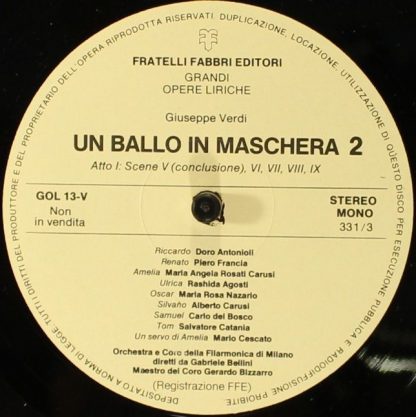 DEPOSITATO A NORMA DI LEGGE. TUTTI I DIRITTI DEL PRODUTTORE E DEL PROPRIETARIO DELL'OPERA RIPRODOTTA RISERVATI. DUPLICAZIONE, LOCAZIONE, UTILIZZAZIONE DI QUESTO DISCO PER ESECUZIONE PUBBLICA E RADIODIFFUSIONE PROIBITE
FRATELLI FABBRI EDITORI
GRANDI
OPERE LIRICHE
Giuseppe Verdi
UN BALLO IN MASCHERA 2
Atto I: Scene V (conclusione), VI, VII, VIII, IX
GOL 13-V
Non
in vendita
STEREO
MONO
331/3
Riccardo Doro Antonioli
Renato Piero Francia
Amelia Maria Angela Rosati Carusi
Ulrica Rashida Agosti
Oscar Maria Rosa Nazario
Silvano Alberto Carusi
Samuel Carlo del Bosco
Tom Salvatore Catania
Un servo di Amelia Mario Cescato
Orchestra e Coro della Filarmonica di Milano
diretti da Gabriele Bellini
Maestro del Coro Gerardo Bizzarro
(Registrazione FFE)